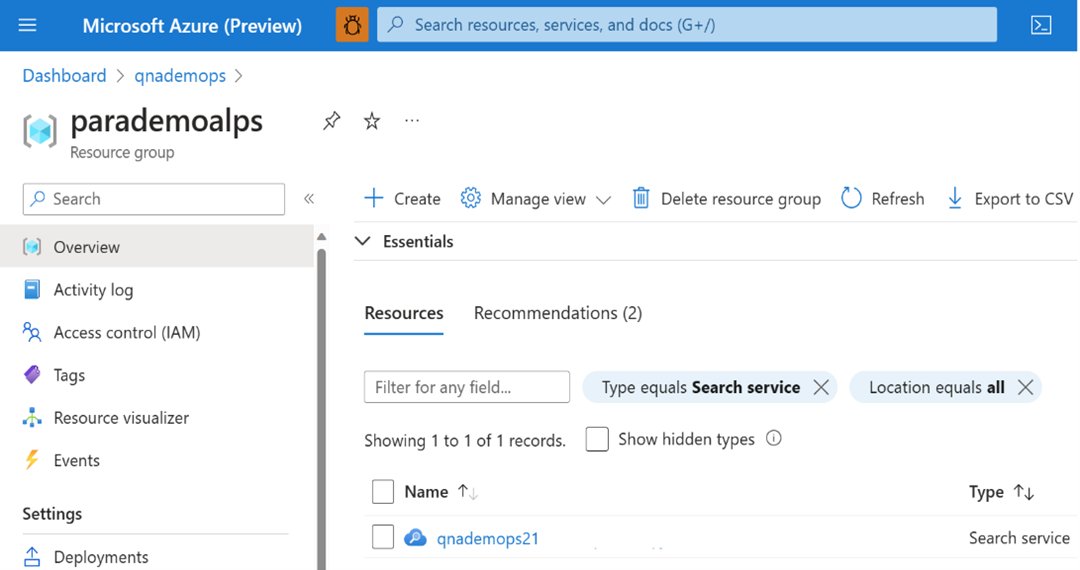 Microsoft Azure (Preview)
Search resources, services, and docs (G+/)
Dashboard > qnademops >
parademoalps
Resource group
Search
Overview
Activity log
Access control (IAM)
Tags
Resource visualizer
Events
Settings
Deployments
Create Manage view Delete resource group Refresh Export to CSV
Essentials
Resources Recommendations (2)
Filter for any field... Type equals Search service Location equals all
Showing 1 to 1 of 1 records. Show hidden types
Name Type
qnademops21 Search service